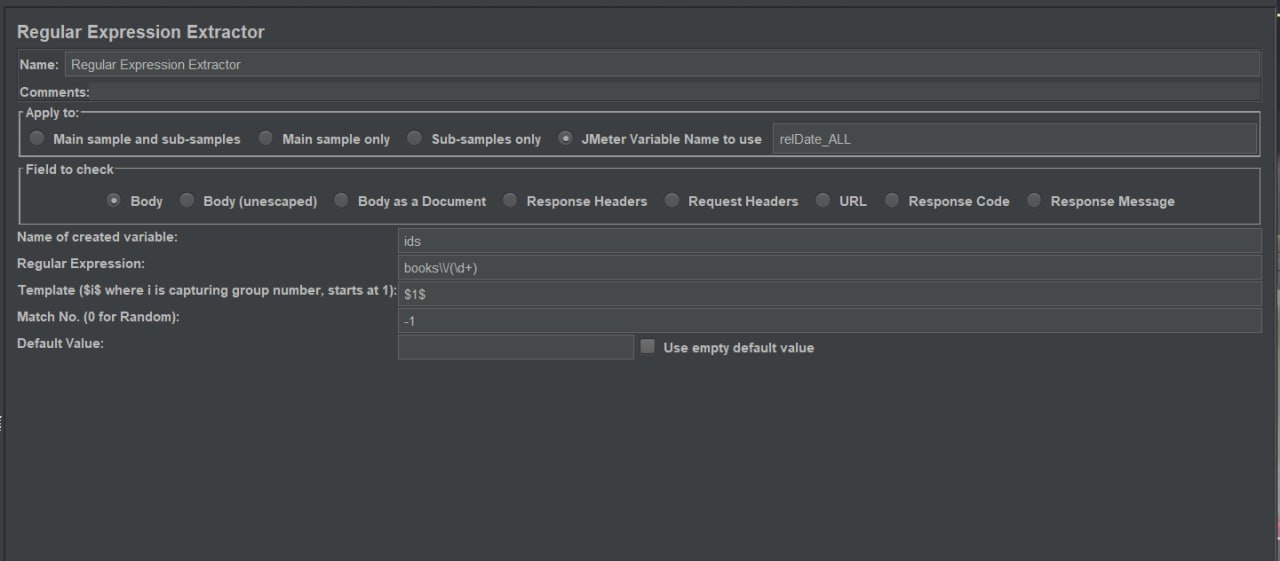 Regular Expression Extractor
Name: Regular Expression Extractor
Comments:
Apply to:
Main sample and sub-samples Main sample only Sub-samples only JMeter Variable Name to use relDate_ALL
Field to check
Body Body (unescaped) Body as a Document Response Headers Request Headers URL Response Code Response Message
Name of created variable: ids
Regular Expression: books\\/(\d+)
Template ($i$ where i is capturing group number, starts at 1): $1$
Match No. (0 for Random): -1
Default Value: Use empty default value